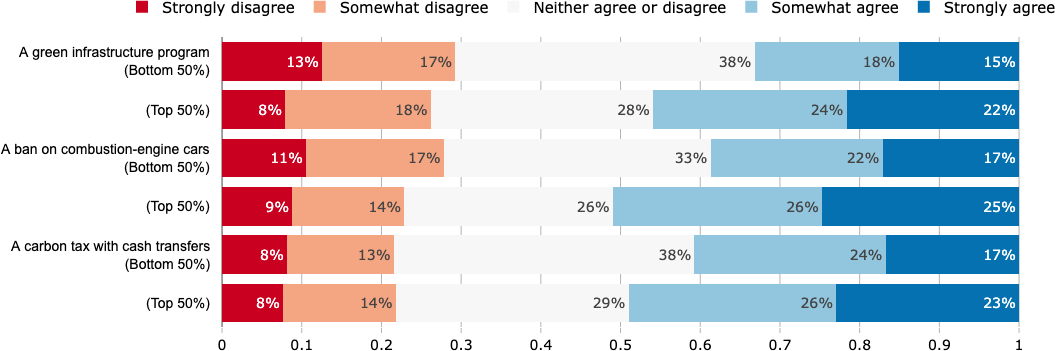 Strongly disagree Somewhat disagree Neither agree or disagree Somewhat agree Strongly agree
A green infrastructure program
(Bottom 50%)
13% 17% 38% 18% 15%
(Top 50%)
8% 18% 28% 24% 22%
A ban on combustion-engine cars
(Bottom 50%)
11% 17% 33% 22% 17%
(Top 50%)
9% 14% 26% 26% 25%
A carbon tax with cash transfers
(Bottom 50%)
8% 13% 38% 24% 17%
(Top 50%)
8% 14% 29% 26% 23%
0 0.1 0.2 0.3 0.4 0.5 0.6 0.7 0.8 0.9 1